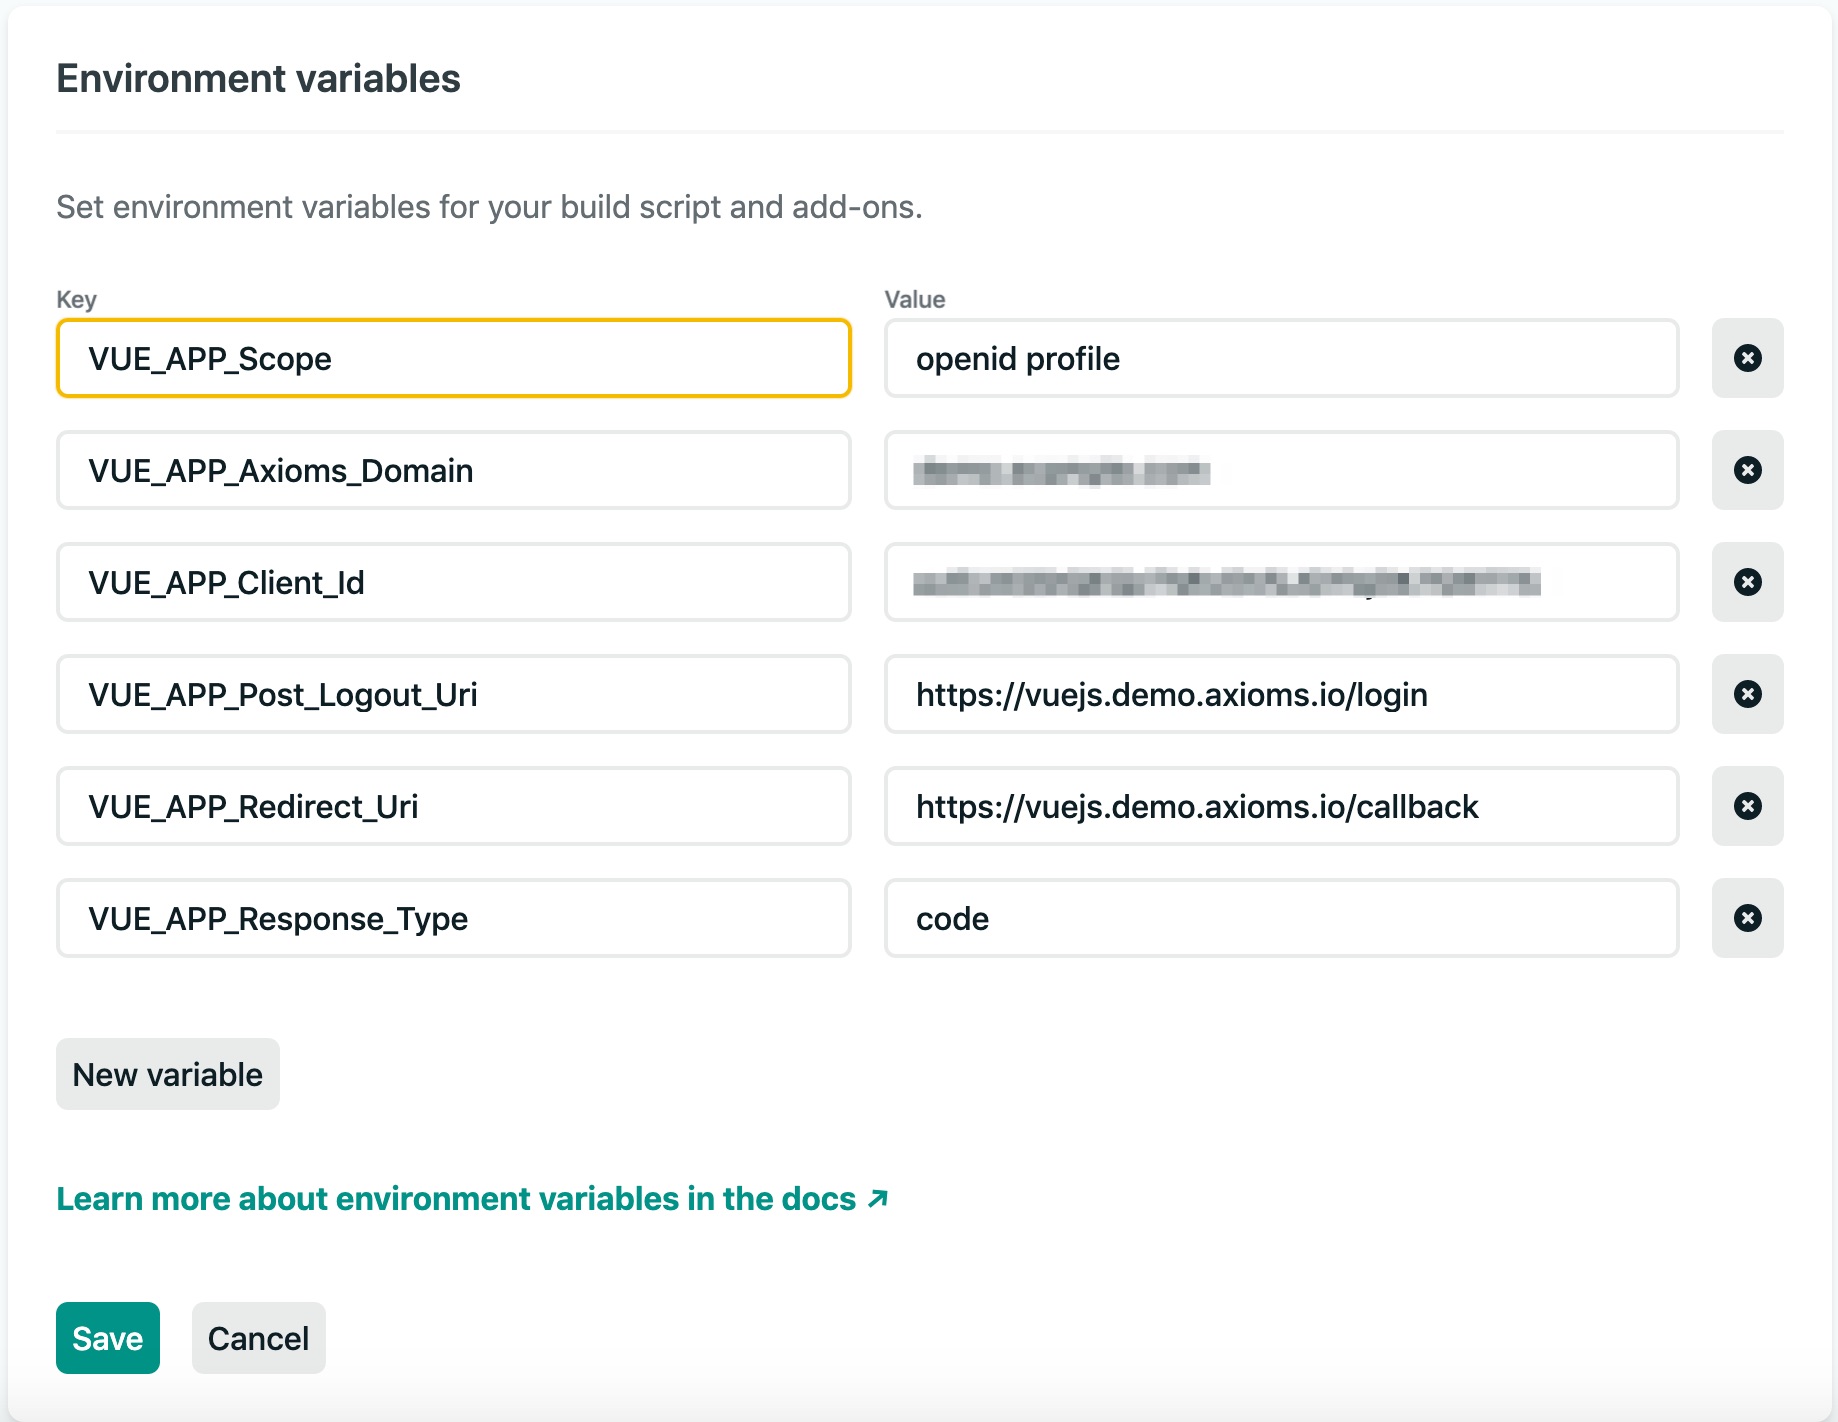 Environment variables
Set environment variables for your build script and add-ons.
Key Value
VUE_APP_Scope openid profile
VUE_APP_Axioms_Domain
VUE_APP_Client_Id
VUE_APP_Post_Logout_Uri https://vuejs.demo.axioms.io/login
VUE_APP_Redirect_Uri https://vuejs.demo.axioms.io/callback
VUE_APP_Response_Type code
New variable
Learn more about environment variables in the docs ↗
Save Cancel